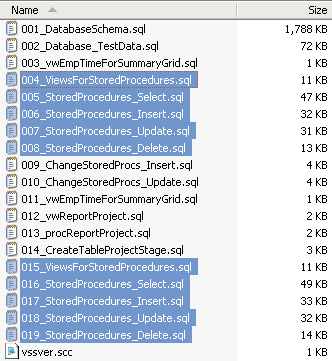 Name Size
001_DatabaseSchema.sql 1,788 KB
002_Database_TestData.sql 72 KB
003_vwEmpTimeForSummaryGrid.sql 1 KB
004_ViewsForStoredProcedures.sql 11 KB
005_StoredProcedures_Select.sql 47 KB
006_StoredProcedures_Insert.sql 32 KB
007_StoredProcedures_Update.sql 31 KB
008_StoredProcedures_Delete.sql 13 KB
009_ChangeStoredProcs_Insert.sql 4 KB
010_ChangeStoredProcs_Update.sql 4 KB
011_vwEmpTimeForSummaryGrid.sql 1 KB
012_vwReportProject.sql 2 KB
013_procReportProject.sql 2 KB
014_CreateTableProjectStage.sql 3 KB
015_ViewsForStoredProcedures.sql 11 KB
016_StoredProcedures_Select.sql 49 KB
017_StoredProcedures_Insert.sql 33 KB
018_StoredProcedures_Update.sql 32 KB
019_StoredProcedures_Delete.sql 14 KB
vssver.scc 1 KB